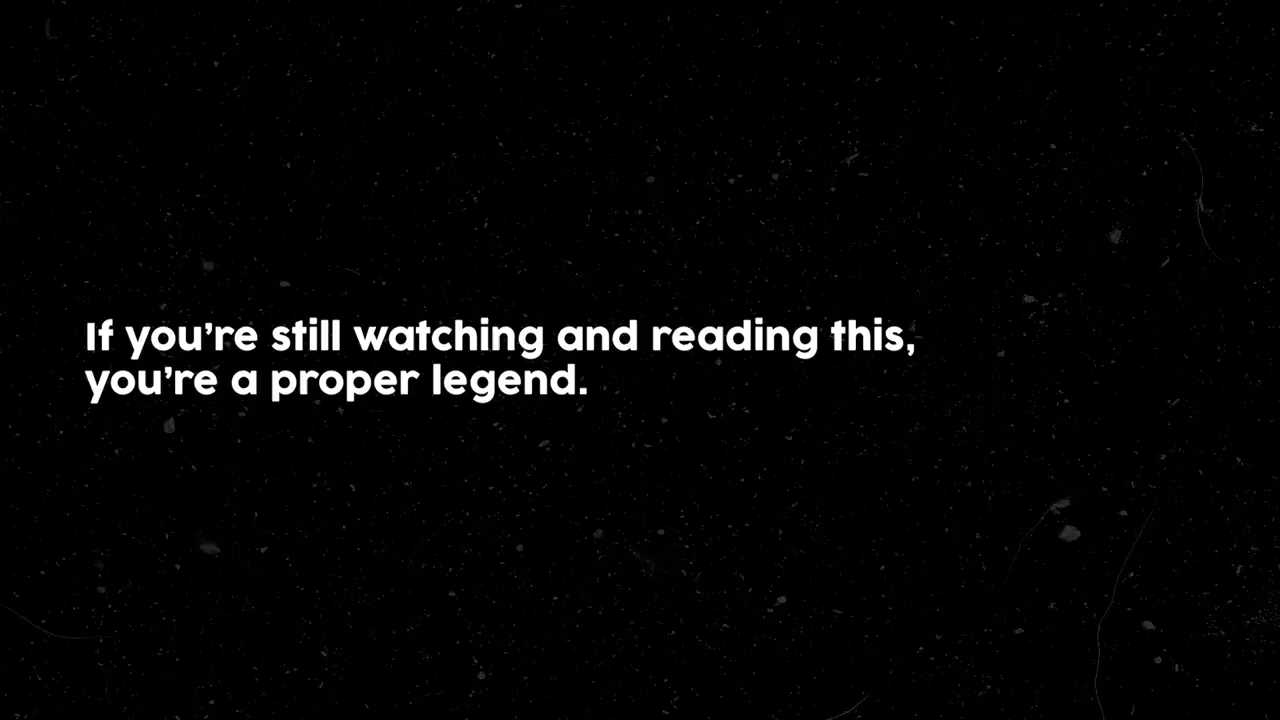 If you’re still watching and reading this,
you’re a proper legend.